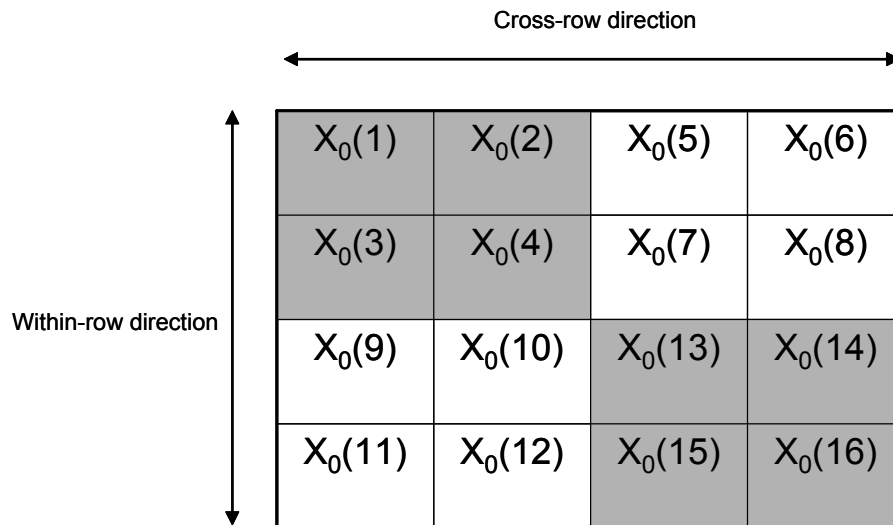 Cross-row direction
X₀(1) X₀(2) X₀(5) X₀(6)
X₀(3) X₀(4) X₀(7) X₀(8)
Within-row direction
X₀(9) X₀(10) X₀(13) X₀(14)
X₀(11) X₀(12) X₀(15) X₀(16)